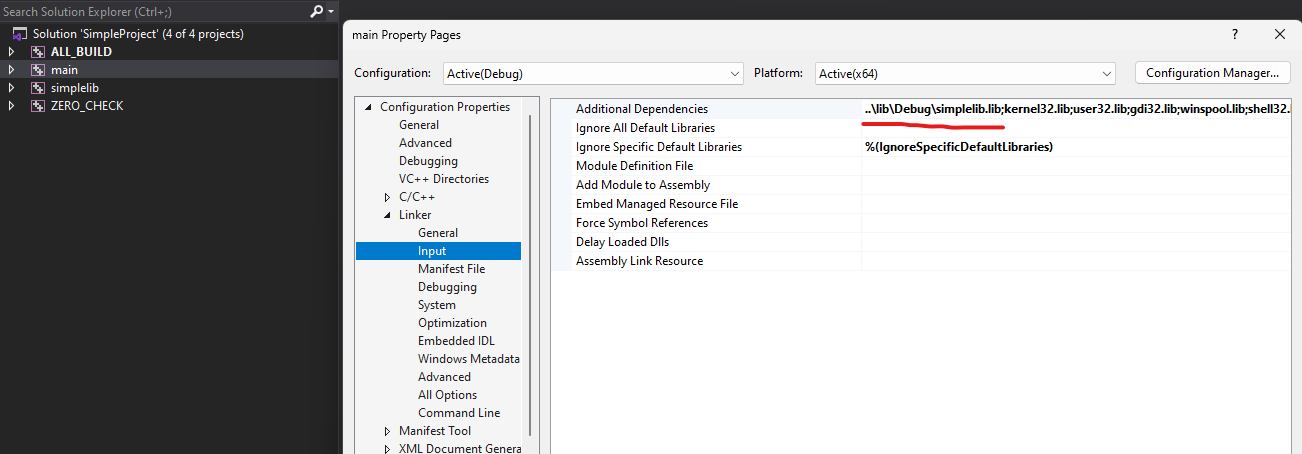 Search Solution Explorer (Ctrl+;)
Solution 'SimpleProject' (4 of 4 projects)
ALL_BUILD
main
simplelib
ZERO_CHECK
main Property Pages
?
Configuration: Active(Debug) Platform: Active(x64) Configuration Manager...
Configuration Properties
General
Advanced
Debugging
VC++ Directories
C/C++
Linker
General
Input
Manifest File
Debugging
System
Optimization
Embedded IDL
Windows Metadata
Advanced
All Options
Command Line
Manifest Tool
XML Document Genera
Additional Dependencies ..\lib\Debug\simplelib.lib;kernel32.lib;user32.lib;gdi32.lib;winspool.lib;shell32.l
Ignore All Default Libraries
Ignore Specific Default Libraries %(IgnoreSpecificDefaultLibraries)
Module Definition File
Add Module to Assembly
Embed Managed Resource File
Force Symbol References
Delay Loaded Dlls
Assembly Link Resource